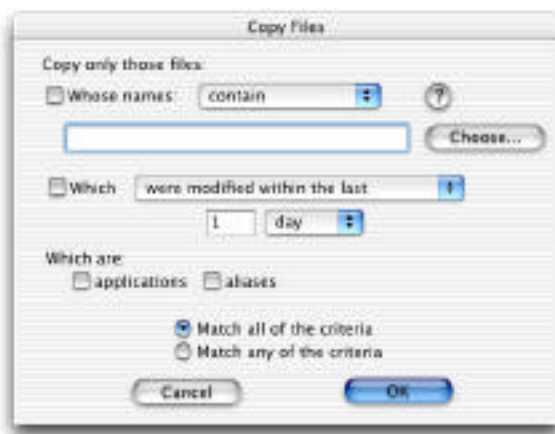 Copy Files
Copy only those files:
Whose names: contain
?
Choose...
Which were modified within the last
1 day
Which are:
applications aliases
Match all of the criteria
Match any of the criteria
Cancel OK